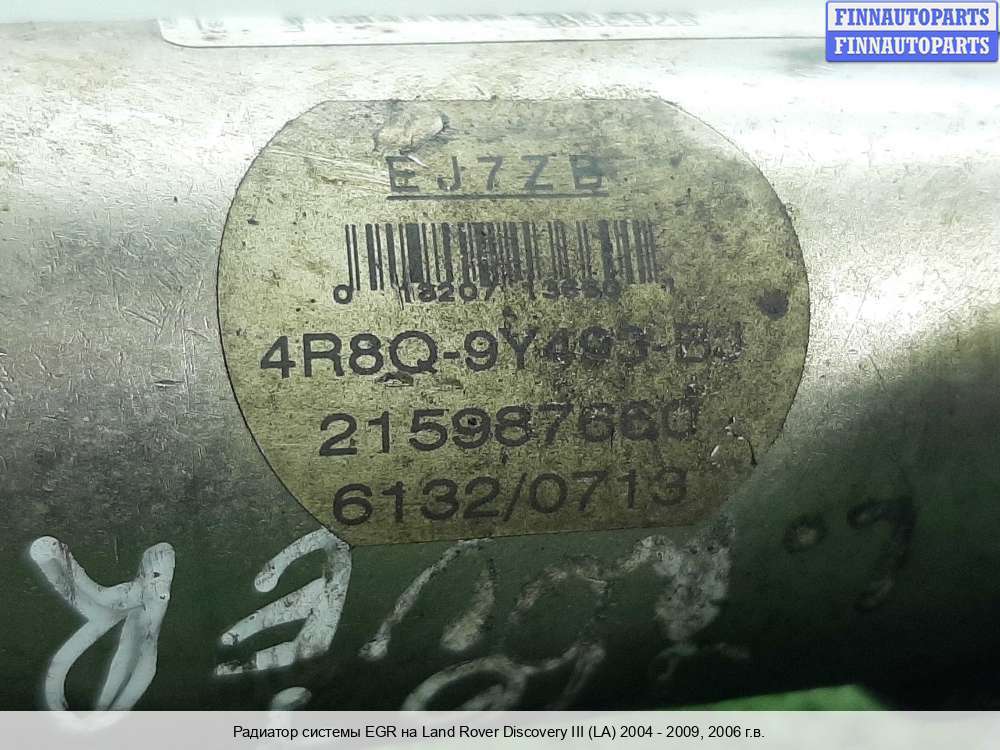 FINNAUTOPARTS
FINNAUTOPARTS
EJ7ZB
4R8Q-9Y493-BJ
215987660
6132/0713
Радиатор системы EGR на Land Rover Discovery III (LA) 2004 - 2009, 2006 г.в.